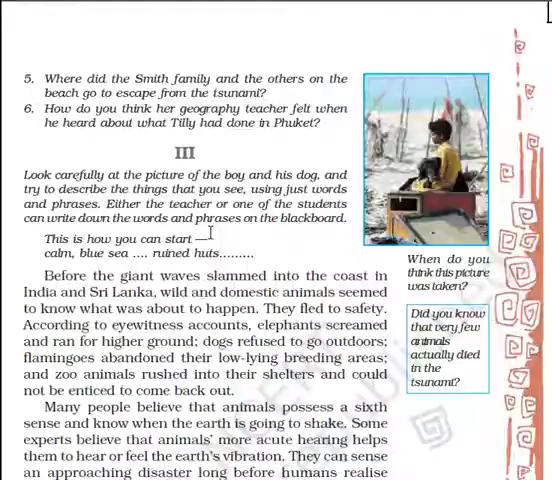 5. Where did the Smith family and the others on the
beach go to escape from the tsunami?
6. How do you think her geography teacher felt when
he heard about what Tilly had done in Phuket?
III
Look carefully at the picture of the boy and his dog, and
try to describe the things that you see, using just words
and phrases. Either the teacher or one of the students
can write down the words and phrases on the blackboard.
This is how you can start —
calm, blue sea .... ruined huts.........
When do you
think this picture
was taken?
Before the giant waves slammed into the coast in
India and Sri Lanka, wild and domestic animals seemed
to know what was about to happen. They fled to safety.
According to eyewitness accounts, elephants screamed
and ran for higher ground; dogs refused to go outdoors;
flamingoes abandoned their low-lying breeding areas;
and zoo animals rushed into their shelters and could
not be enticed to come back out.
Did you know
that very few
animals
actually died
in the
tsunami?
Many people believe that animals possess a sixth
sense and know when the earth is going to shake. Some
experts believe that animals' more acute hearing helps
them to hear or feel the earth's vibration. They can sense
an approaching disaster long before humans realise